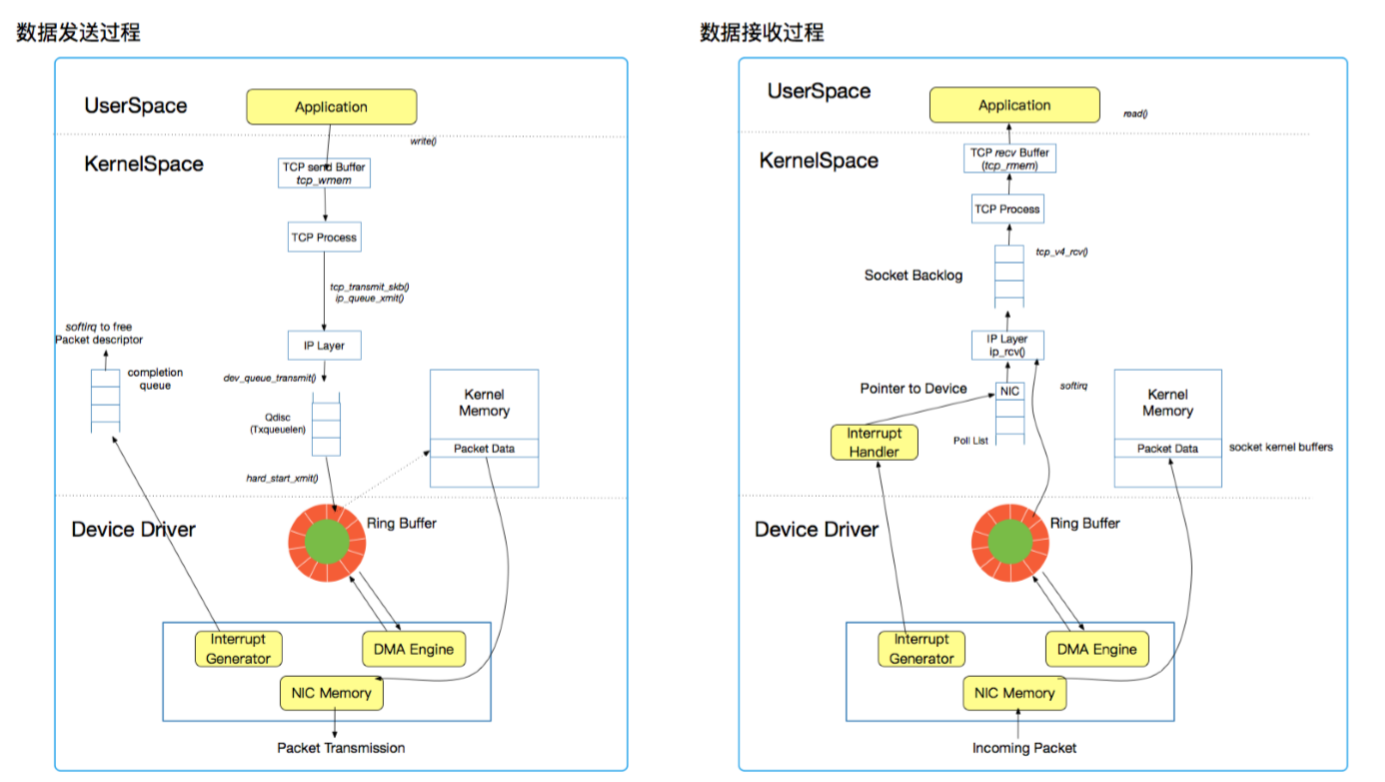 数据发送过程
UserSpace
Application
write()
KernelSpace
TCP send Buffer
tcp_wmem
TCP Process
tcp_transmit_skb()
ip_queue_xmit()
softirq to free
Packet descriptor
IP Layer
completion
queue
dev_queue_transmit()
Kernel
Memory
Qdisc
(Txqueuelen)
Packet Data
hard_start_xmit()
Device Driver
Ring Buffer
Interrupt
Generator
DMA Engine
NIC Memory
Packet Transmission
数据接收过程
UserSpace
Application
read()
KernelSpace
TCP recv Buffer
(tcp_rmem)
TCP Process
tcp_v4_rcv()
Socket Backlog
IP Layer
ip_rcv()
Pointer to Device
NIC
softirq
Kernel
Memory
Interrupt
Handler
Poll List
Packet Data
socket kernel buffers
Device Driver
Ring Buffer
Interrupt
Generator
DMA Engine
NIC Memory
Incoming Packet